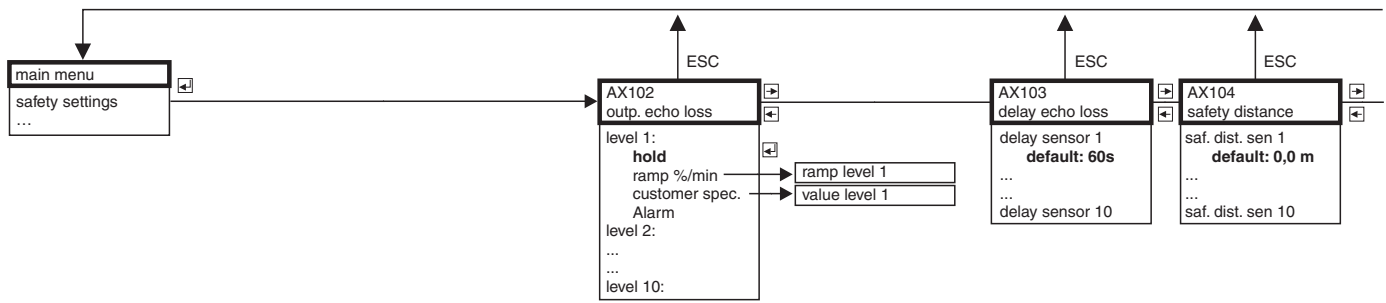 main menu
safety settings
...
ESC
AX102
outp. echo loss
level 1:
hold
ramp %/min
customer spec.
Alarm
level 2:
...
...
level 10:
ramp level 1
value level 1
ESC
AX103
delay echo loss
delay sensor 1
default: 60s
...
...
delay sensor 10
ESC
AX104
safety distance
saf. dist. sen 1
default: 0,0 m
...
...
saf. dist. sen 10